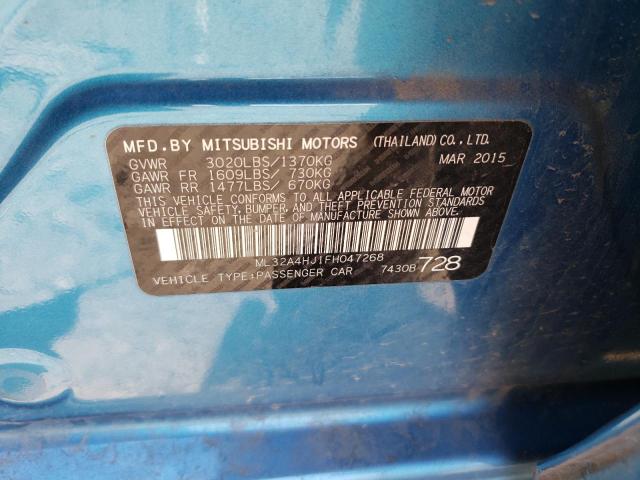 MFD.BY MITSUBISHI MOTORS (THAILAND) CO.,LTD.
GVWR 3020LBS/1370KG MAR 2015
GAWR FR 1609LBS/ 730KG
GAWR RR 1477LBS/ 670KG
THIS VEHICLE CONFORMS TO ALL APPLICABLE FEDERAL MOTOR
VEHICLE SAFETY, BUMPER, AND THEFT PREVENTION STANDARDS
IN EFFECT ON THE DATE OF MANUFACTURE SHOWN ABOVE.
ML32A4HJ1FH047268
VEHICLE TYPE:PASSENGER CAR 7430B 728